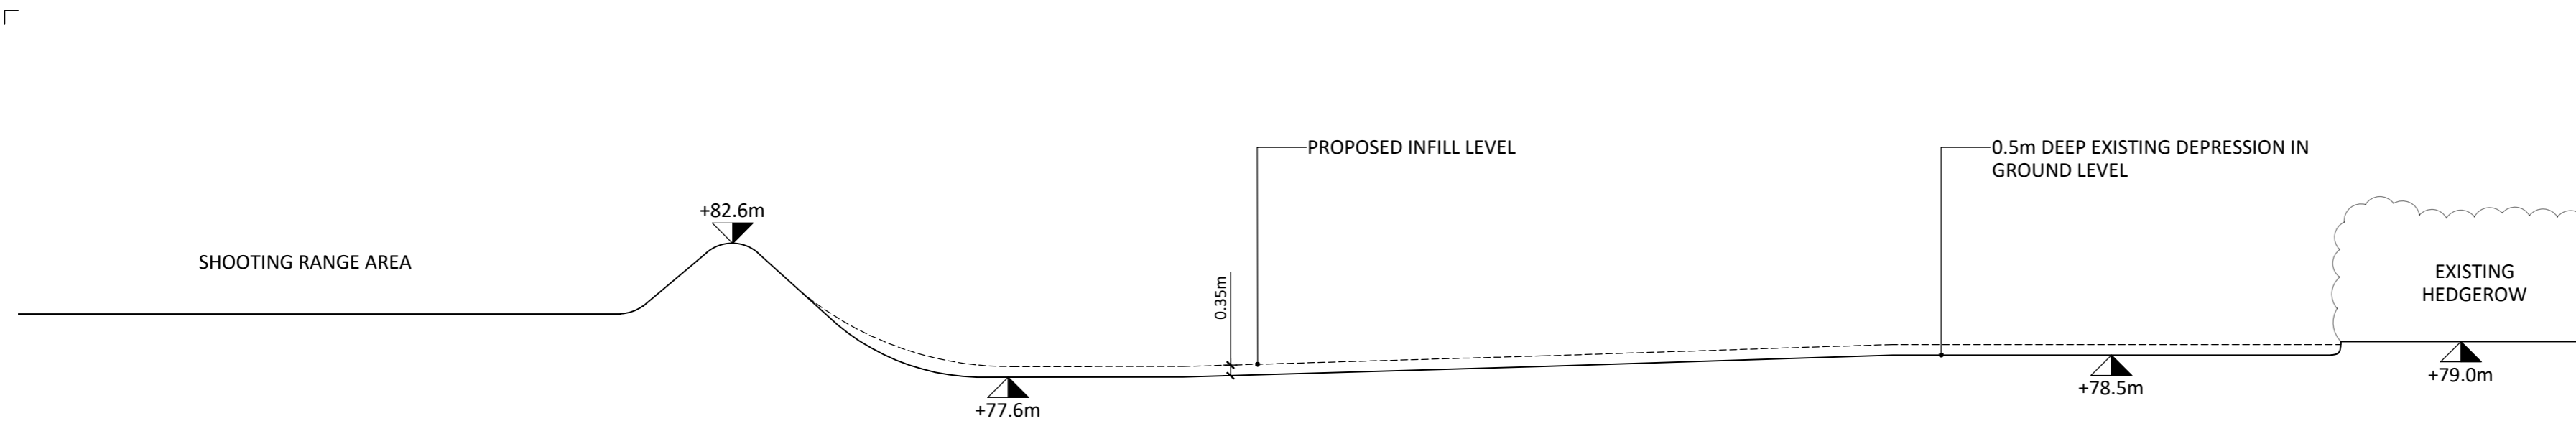 PROPOSED INFILL LEVEL
0.5m DEEP EXISTING DEPRESSION IN
GROUND LEVEL
+82.6m
SHOOTING RANGE AREA
0.35m
EXISTING
HEDGEROW
+77.6m
+78.5m
+79.0m